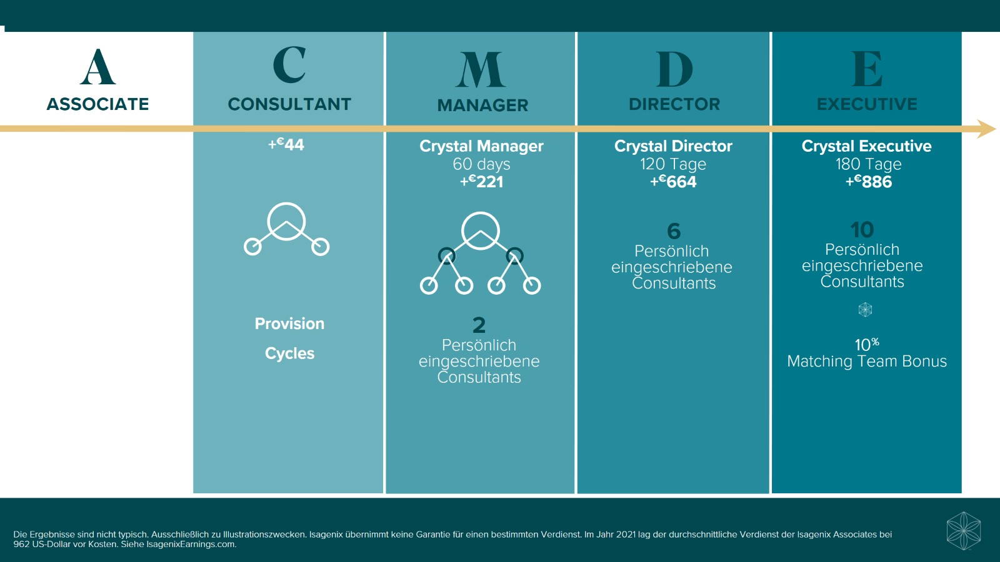 A
ASSOCIATE
C
CONSULTANT
+€44
Provision
Cycles
M
MANAGER
Crystal Manager
60 days
+€221
2
Persönlich
eingeschriebene
Consultants
D
DIRECTOR
Crystal Director
120 Tage
+€664
6
Persönlich
eingeschriebene
Consultants
E
EXECUTIVE
Crystal Executive
180 Tage
+€886
10
Persönlich
eingeschriebene
Consultants
10%
Matching Team Bonus
Die Ergebnisse sind nicht typisch. Ausschließlich zu Illustrationszwecken. Isagenix übernimmt keine Garantie für einen bestimmten Verdienst. Im Jahr 2021 lag der durchschnittliche Verdienst der Isagenix Associates bei
962 US-Dollar vor Kosten. Siehe IsagenixEarnings.com.